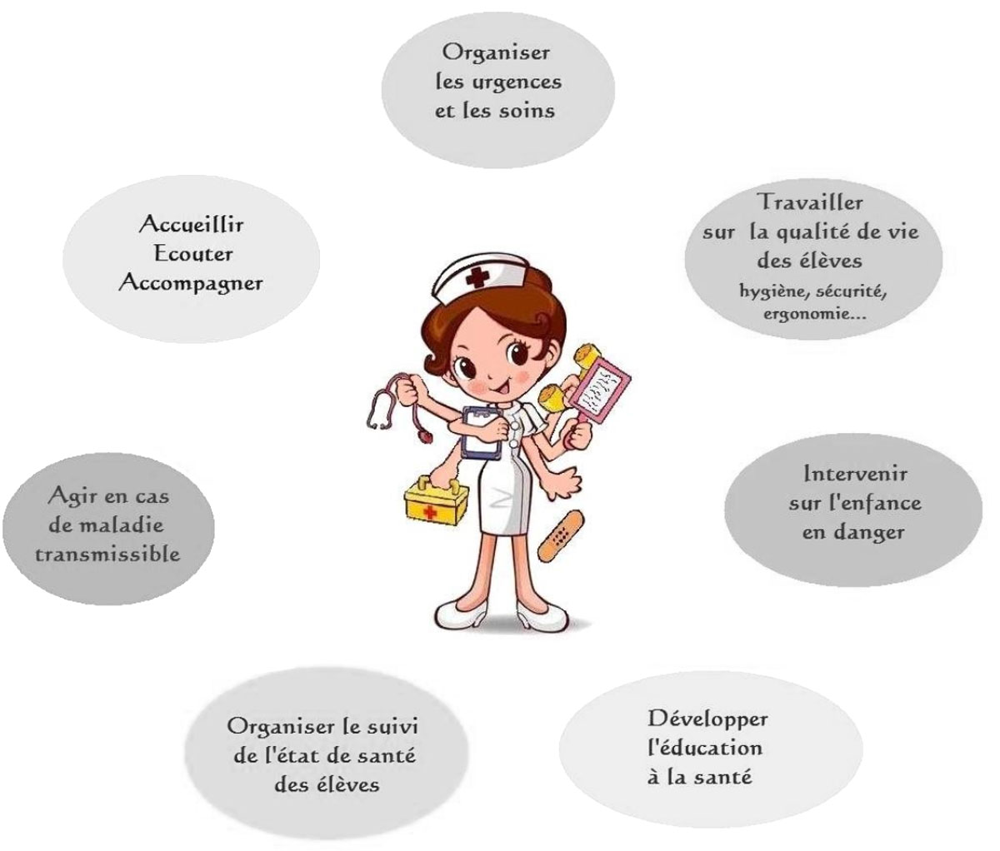 Organiser
les urgences
et les soins
Accueillir
Ecouter
Accompagner
Travailler
sur la qualité de vie
des élèves
hygiène, sécurité,
ergonomie...
Agir en cas
de maladie
transmissible
Intervenir
sur l'enfance
en danger
Organiser le suivi
de l'état de santé
des élèves
Développer
l'éducation
à la santé